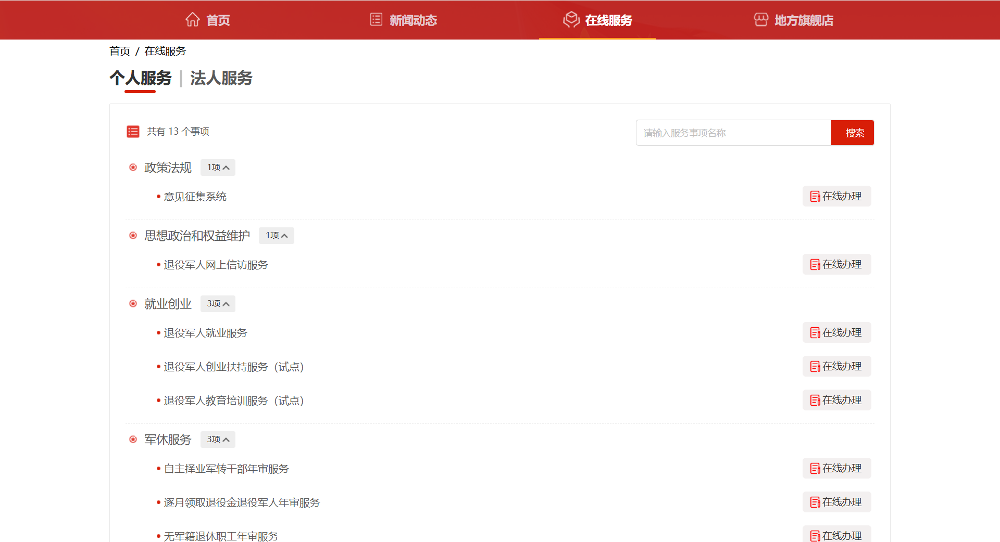 首页 新闻动态 在线服务 地方旗舰店
首页 / 在线服务
个人服务 | 法人服务
共有 13 个事项 请输入服务事项名称 搜索
政策法规 1项
意见征集系统 在线办理
思想政治和权益维护 1项
退役军人网上信访服务 在线办理
就业创业 3项
退役军人就业服务 在线办理
退役军人创业扶持服务（试点） 在线办理
退役军人教育培训服务（试点） 在线办理
军休服务 3项
自主择业军转干部年审服务 在线办理
逐月领取退役金退役军人年审服务 在线办理
无军籍退休职工年审服务 在线办理